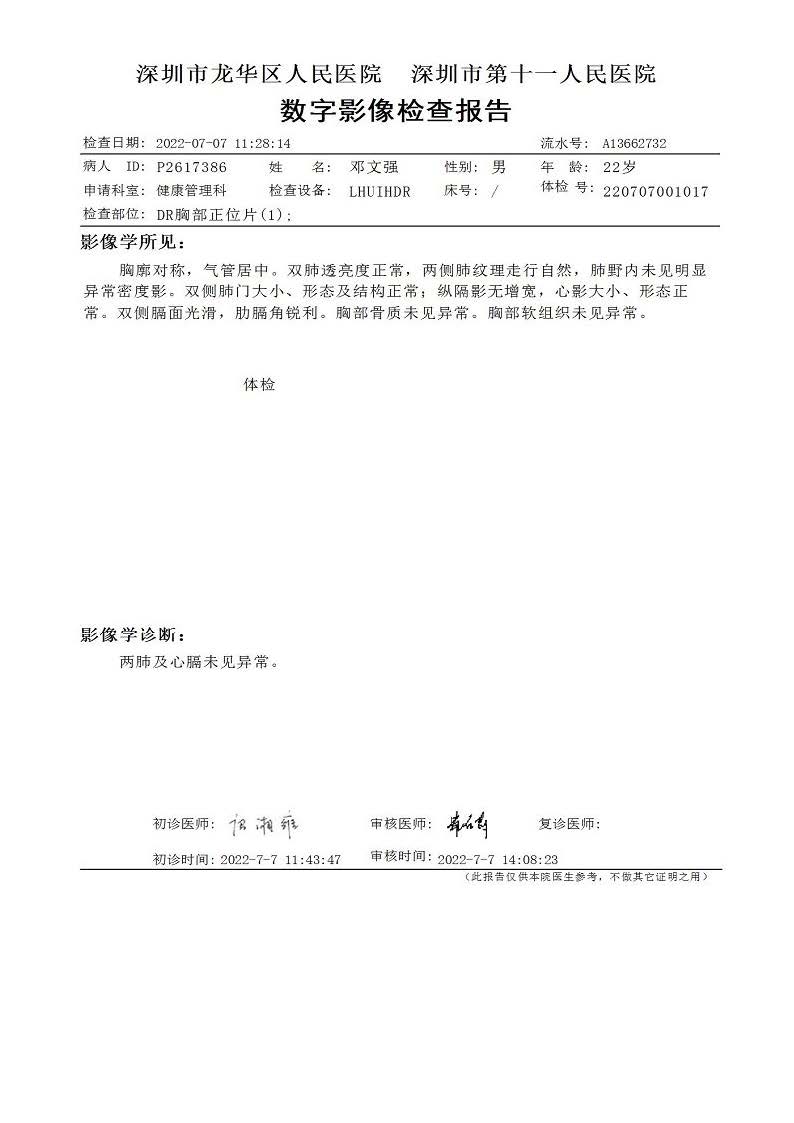 深圳市龙华区人民医院 深圳市第十一人民医院
数字影像检查报告
检查日期: 2022-07-07 11:28:14 流水号: A13662732
病人 ID: P2617386 姓 名: 邓文强 性别: 男 年 龄: 22岁
申请科室: 健康管理科 检查设备: LHUIHDR 床号: / 体检 号: 220707001017
检查部位: DR胸部正位片(1);
影像学所见:
胸廓对称，气管居中。双肺透亮度正常，两侧肺纹理走行自然，肺野内未见明显
异常密度影。双侧肺门大小、形态及结构正常；纵隔影无增宽，心影大小、形态正
常。双侧膈面光滑，肋膈角锐利。胸部骨质未见异常。胸部软组织未见异常。
体检
影像学诊断:
两肺及心膈未见异常。
初诊医师: 审核医师: 复诊医师:
初诊时间: 2022-7-7 11:43:47 审核时间: 2022-7-7 14:08:23
（此报告仅供本院医生参考，不做其它证明之用）